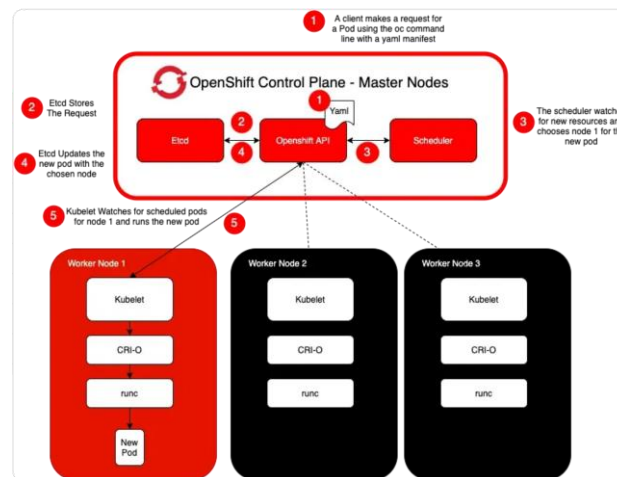 1
A client makes a request for
a Pod using the oc command
line with a yaml manifest
OpenShift Control Plane - Master Nodes
1
Yaml
2
Etcd Stores
The Request
Etcd
2
4
Openshift API
3
Scheduler
3
The scheduler watche
for new resources an
chooses node 1 for th
new pod
4
Etcd Updates the
new pod with the
chosen node
5
Kubelet Watches for scheduled pods
for node 1 and runs the new pod
5
Worker Node 1
Kubelet
CRI-O
runc
New
Pod
Worker Node 2
Kubelet
CRI-O
runc
Worker Node 3
Kubelet
CRI-O
runc